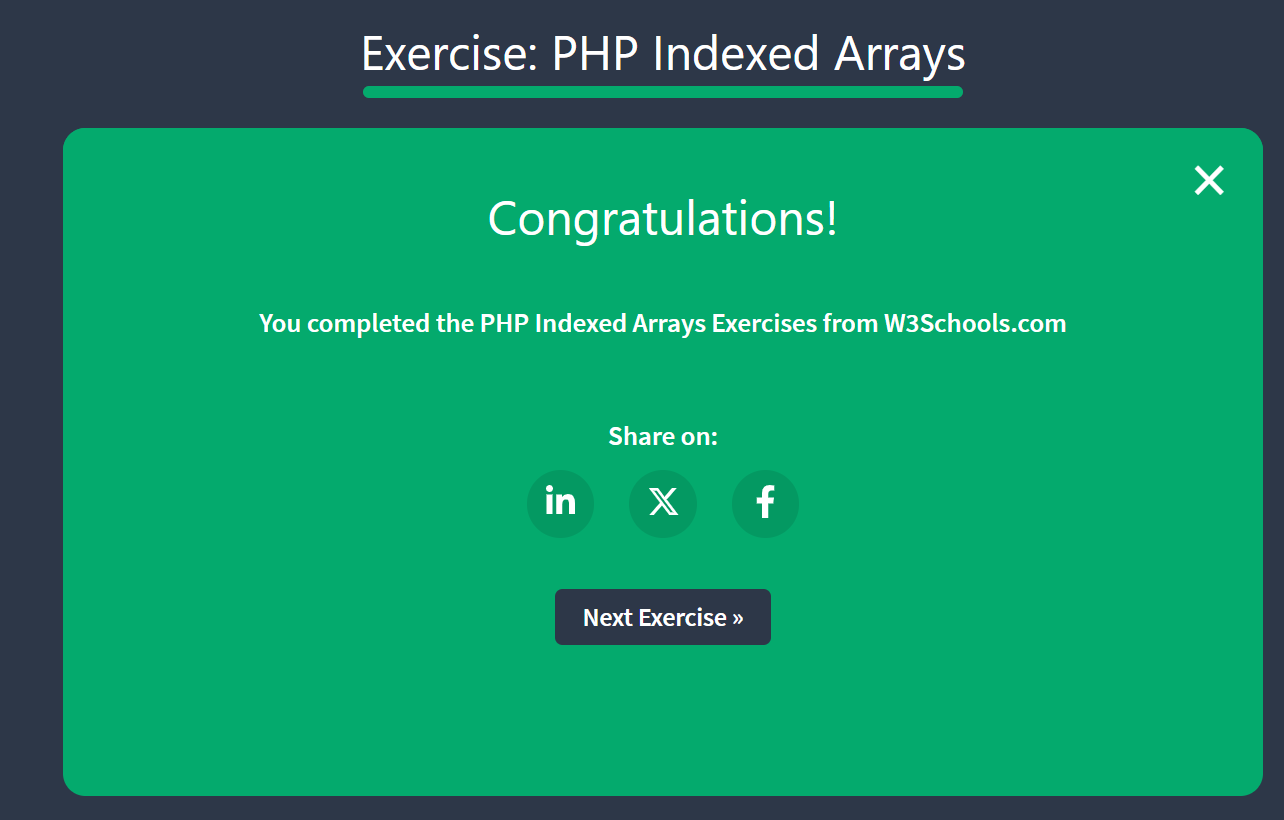 Exercise: PHP Indexed Arrays
Congratulations!
You completed the PHP Indexed Arrays Exercises from W3Schools.com
Share on:
Next Exercise »